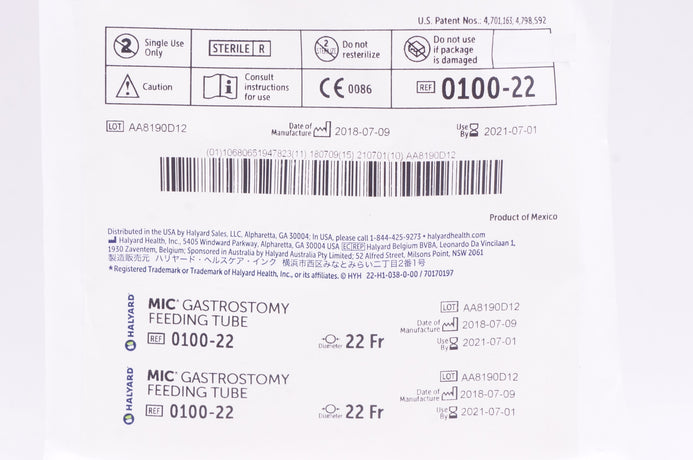 U.S. Patent Nos.: 4,701,163; 4,798,592
2 Single Use Only
STERILE R
2 STERILIZE Do not resterilize
Do not use if package is damaged
Caution
Consult instructions for use
CE 0086
REF 0100-22
LOT AA8190D12
Date of Manufacture 2018-07-09
Use By 2021-07-01
(01)10680651947823(11) 180709(15) 210701(10) AA8190D12
Product of Mexico
Distributed in the USA by Halyard Sales, LLC, Alpharetta, GA 30004; In USA, please call 1-844-425-9273 • halyardhealth.com
Halyard Health, Inc., 5405 Windward Parkway, Alpharetta, GA 30004 USA EC REP Halyard Belgium BVBA, Leonardo Da Vincilaan 1,
1930 Zaventem, Belgium; Sponsored in Australia by Halyard Australia Pty Limited; 52 Alfred Street, Milsons Point, NSW 2061
製造販売元 ハリヤード・ヘルスケア・インク 横浜市西区みなとみらい二丁目2番1号
*Registered Trademark or Trademark of Halyard Health, Inc., or its affiliates. © HYH 22-H1-038-0-00 / 70170197
HALYARD
MIC* GASTROSTOMY
FEEDING TUBE
REF 0100-22
Diameter 22 Fr
LOT AA8190D12
Date of Manufacture 2018-07-09
Use By 2021-07-01
HALYARD
MIC* GASTROSTOMY
FEEDING TUBE
REF 0100-22
Diameter 22 Fr
LOT AA8190D12
Date of Manufacture 2018-07-09
Use By 2021-07-01